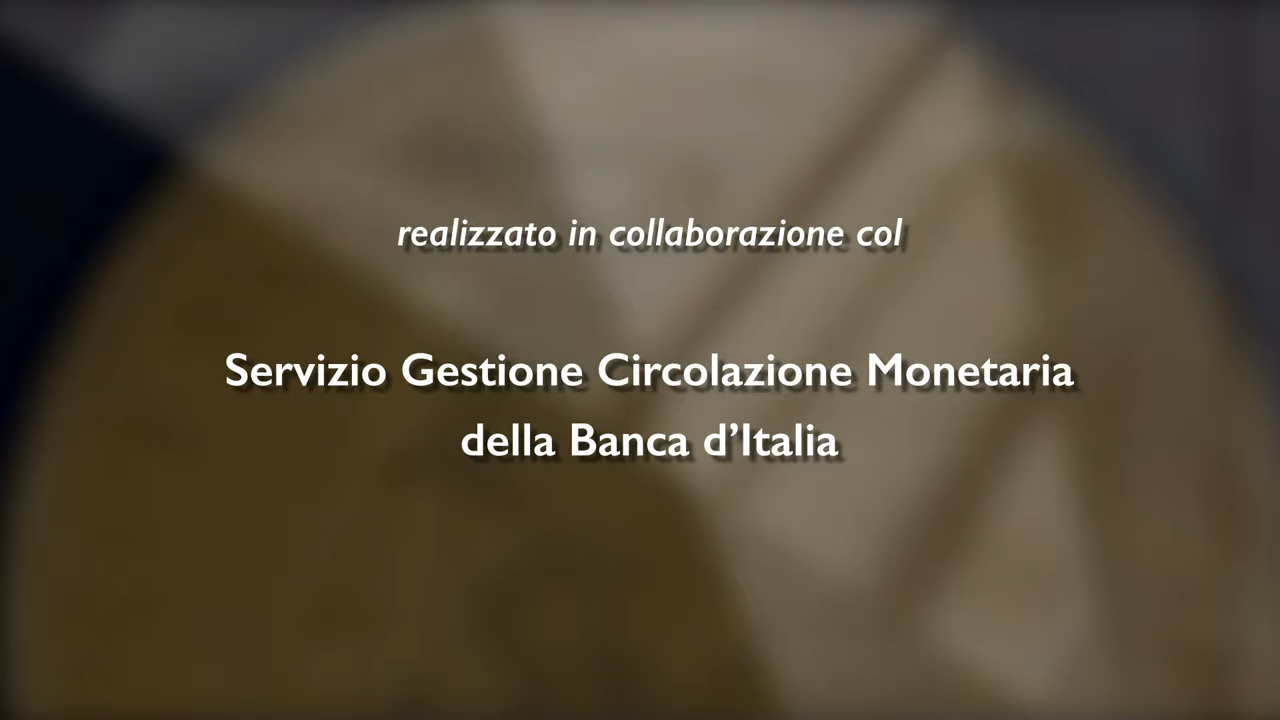 realizzato in collaborazione col
Servizio Gestione Circolazione Monetaria
della Banca d’Italia